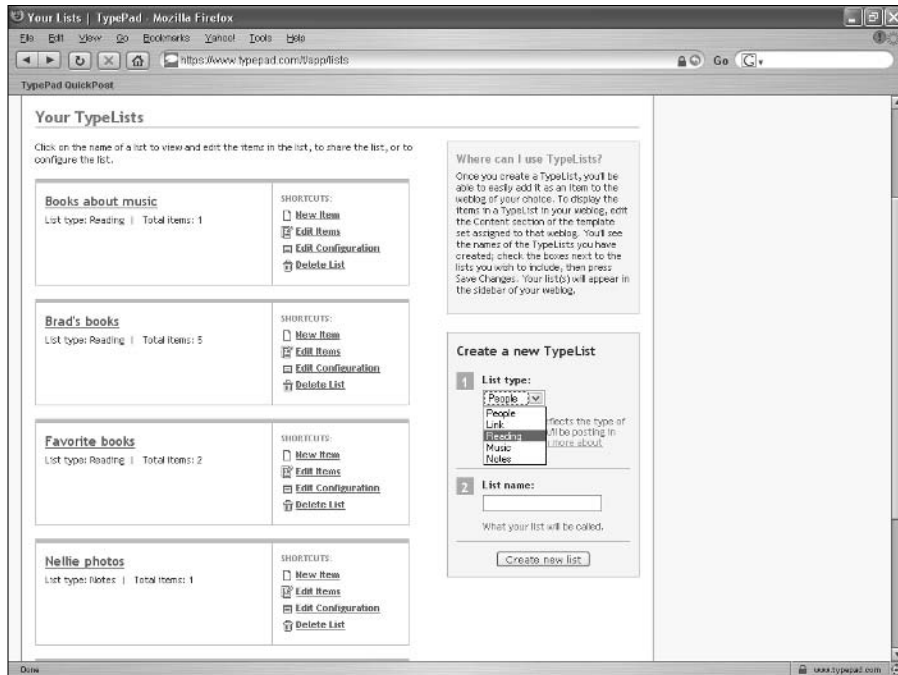 Your Lists | TypePad - Mozilla Firefox
File Edit View Go Bookmarks Yahoo! Tools Help
https://www.typepad.com/t/app/lists
Go
TypePad QuickPost
Your TypeLists
Click on the name of a list to view and edit the items in the list, to share the list, or to
configure the list.
Books about music
List type: Reading | Total items: 1
SHORTCUTS:
New Item
Edit Items
Edit Configuration
Delete List
Brad's books
List type: Reading | Total items: 5
SHORTCUTS:
New Item
Edit Items
Edit Configuration
Delete List
Favorite books
List type: Reading | Total items: 2
SHORTCUTS:
New Item
Edit Items
Edit Configuration
Delete List
Nellie photos
List type: Notes | Total items: 1
SHORTCUTS:
New Item
Edit Items
Edit Configuration
Delete List
Where can I use TypeLists?
Once you create a TypeList, you'll be
able to easily add it as an item to the
weblog of your choice. To display the
items in a TypeList in your weblog, edit
the Content section of the template
set assigned to that weblog. You'll see
the names of the TypeLists you have
created; check the boxes next to the
lists you wish to include, then press
Save Changes. Your list(s) will appear in
the sidebar of your weblog.
Create a new TypeList
1 List type:
People
People
Link
Reading
Music
Notes
the type of
be posting in
more about
2 List name:
What your list will be called.
Create new list
Done
www.typepad.com